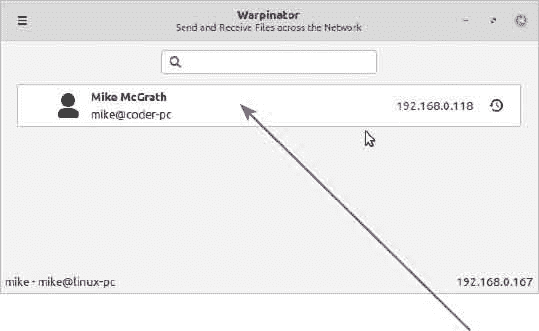 Warpinator
Send and Receive Files across the Network
Mike McGrath
mike@coder-pc
192.168.0.118
mike - mike@linux-pc
192.168.0.167